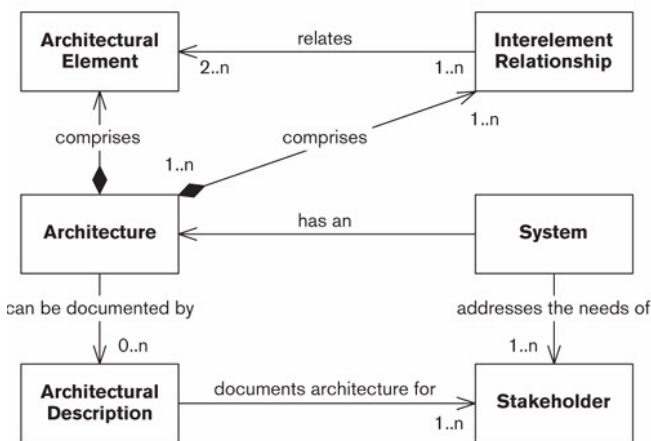 Architectural
Element
relates
2..n
1..n
Interelement
Relationship
comprises
1..n
comprises
1..n
Architecture
has an
System
can be documented by
0..n
addresses the needs of
1..n
Architectural
Description
documents architecture for
1..n
Stakeholder